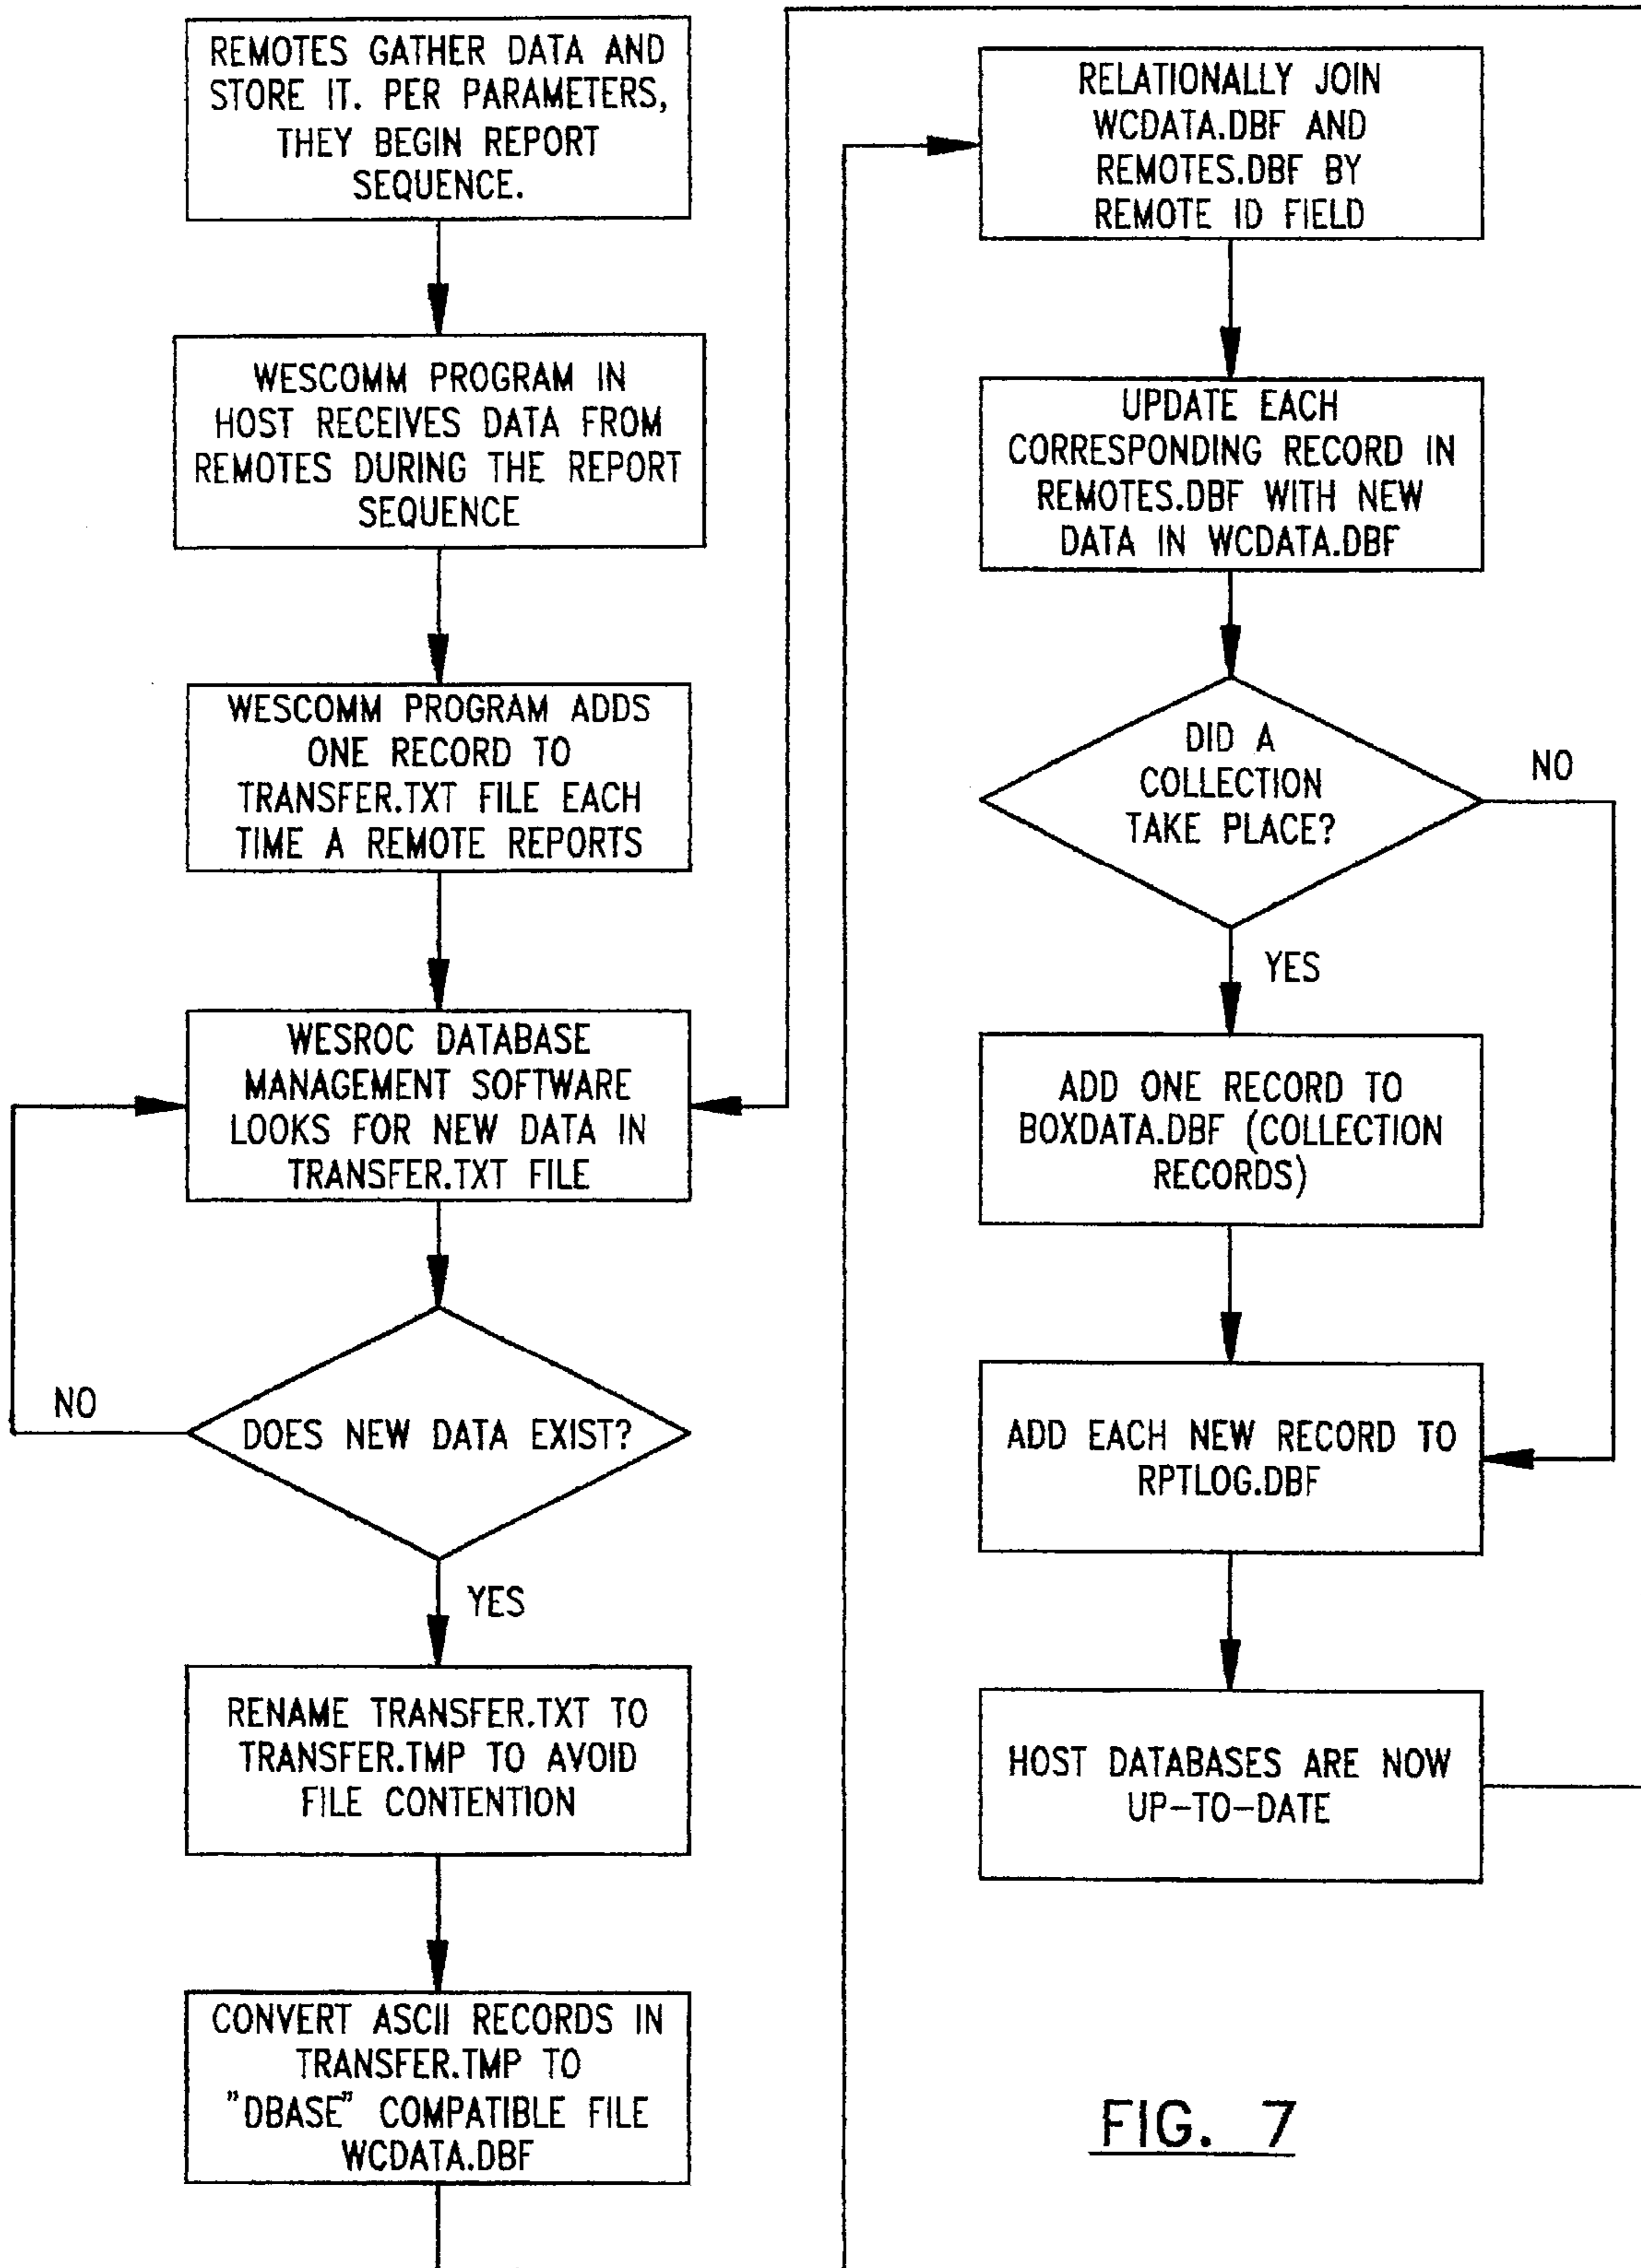 REMOTES GATHER DATA AND
STORE IT. PER PARAMETERS,
THEY BEGIN REPORT
SEQUENCE.
WESCOMM PROGRAM IN
HOST RECEIVES DATA FROM
REMOTES DURING THE REPORT
SEQUENCE
WESCOMM PROGRAM ADDS
ONE RECORD TO
TRANSFER.TXT FILE EACH
TIME A REMOTE REPORTS
WESROC DATABASE
MANAGEMENT SOFTWARE
LOOKS FOR NEW DATA IN
TRANSFER.TXT FILE
NO
DOES NEW DATA EXIST?
YES
RENAME TRANSFER.TXT TO
TRANSFER.TMP TO AVOID
FILE CONTENTION
CONVERT ASCII RECORDS IN
TRANSFER.TMP TO
"DBASE" COMPATIBLE FILE
WCDATA.DBF
RELATIONALLY JOIN
WCDATA.DBF AND
REMOTES.DBF BY
REMOTE ID FIELD
UPDATE EACH
CORRESPONDING RECORD IN
REMOTES.DBF WITH NEW
DATA IN WCDATA.DBF
DID A
COLLECTION
TAKE PLACE?
NO
YES
ADD ONE RECORD TO
BOXDATA.DBF (COLLECTION
RECORDS)
ADD EACH NEW RECORD TO
RPTLOG.DBF
HOST DATABASES ARE NOW
UP-TO-DATE
FIG. 7